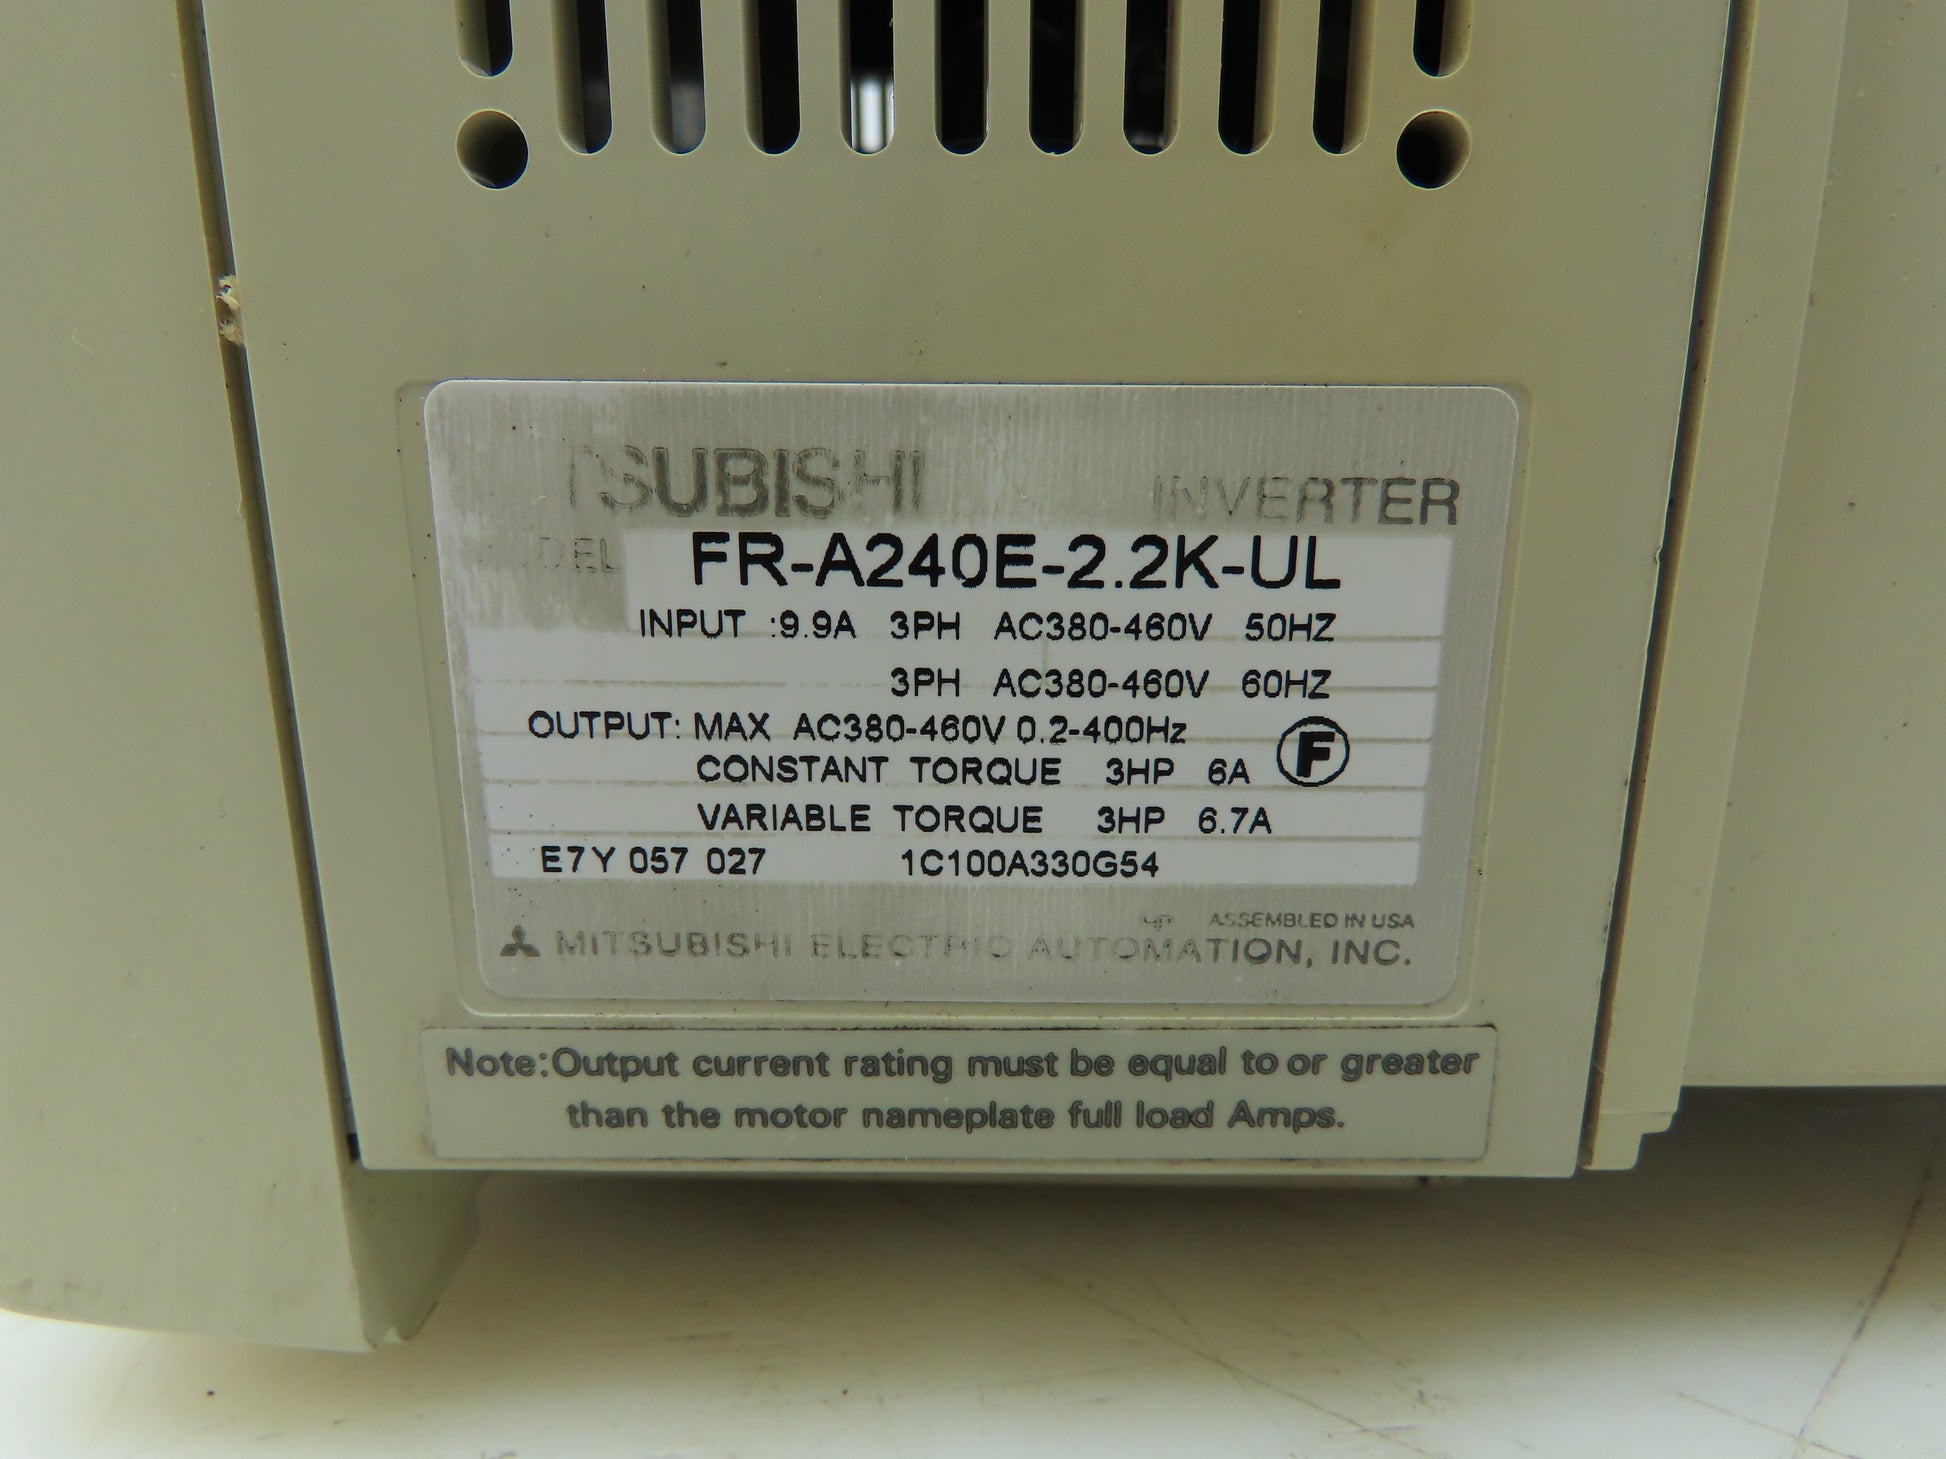 TSUBISHI INVERTER
MODEL FR-A240E-2.2K-UL
INPUT :9.9A 3PH AC380-460V 50HZ
3PH AC380-460V 60HZ
OUTPUT: MAX AC380-460V 0.2-400Hz
F
CONSTANT TORQUE 3HP 6A
VARIABLE TORQUE 3HP 6.7A
E7Y 057 027 1C100A330G54
ASSEMBLED IN USA
MITSUBISHI ELECTRIC AUTOMATION, INC.
Note:Output current rating must be equal to or greater
than the motor nameplate full load Amps.